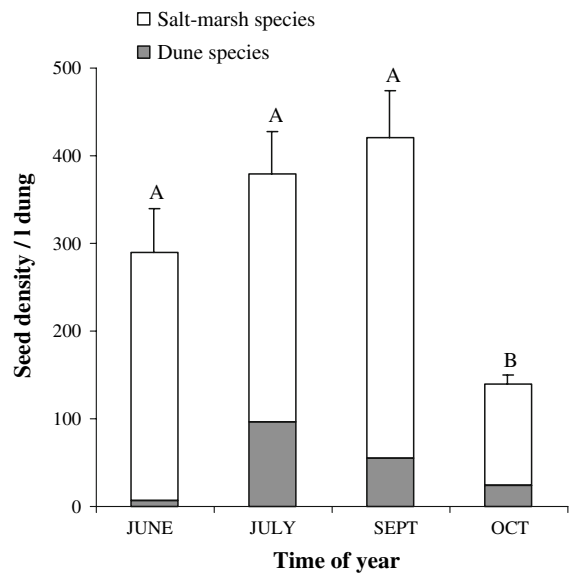 Salt-marsh species
Dune species
500
400
300
200
100
0
A
A
A
B
JUNE
JULY
SEPT
OCT
Seed density / l dung
Time of year